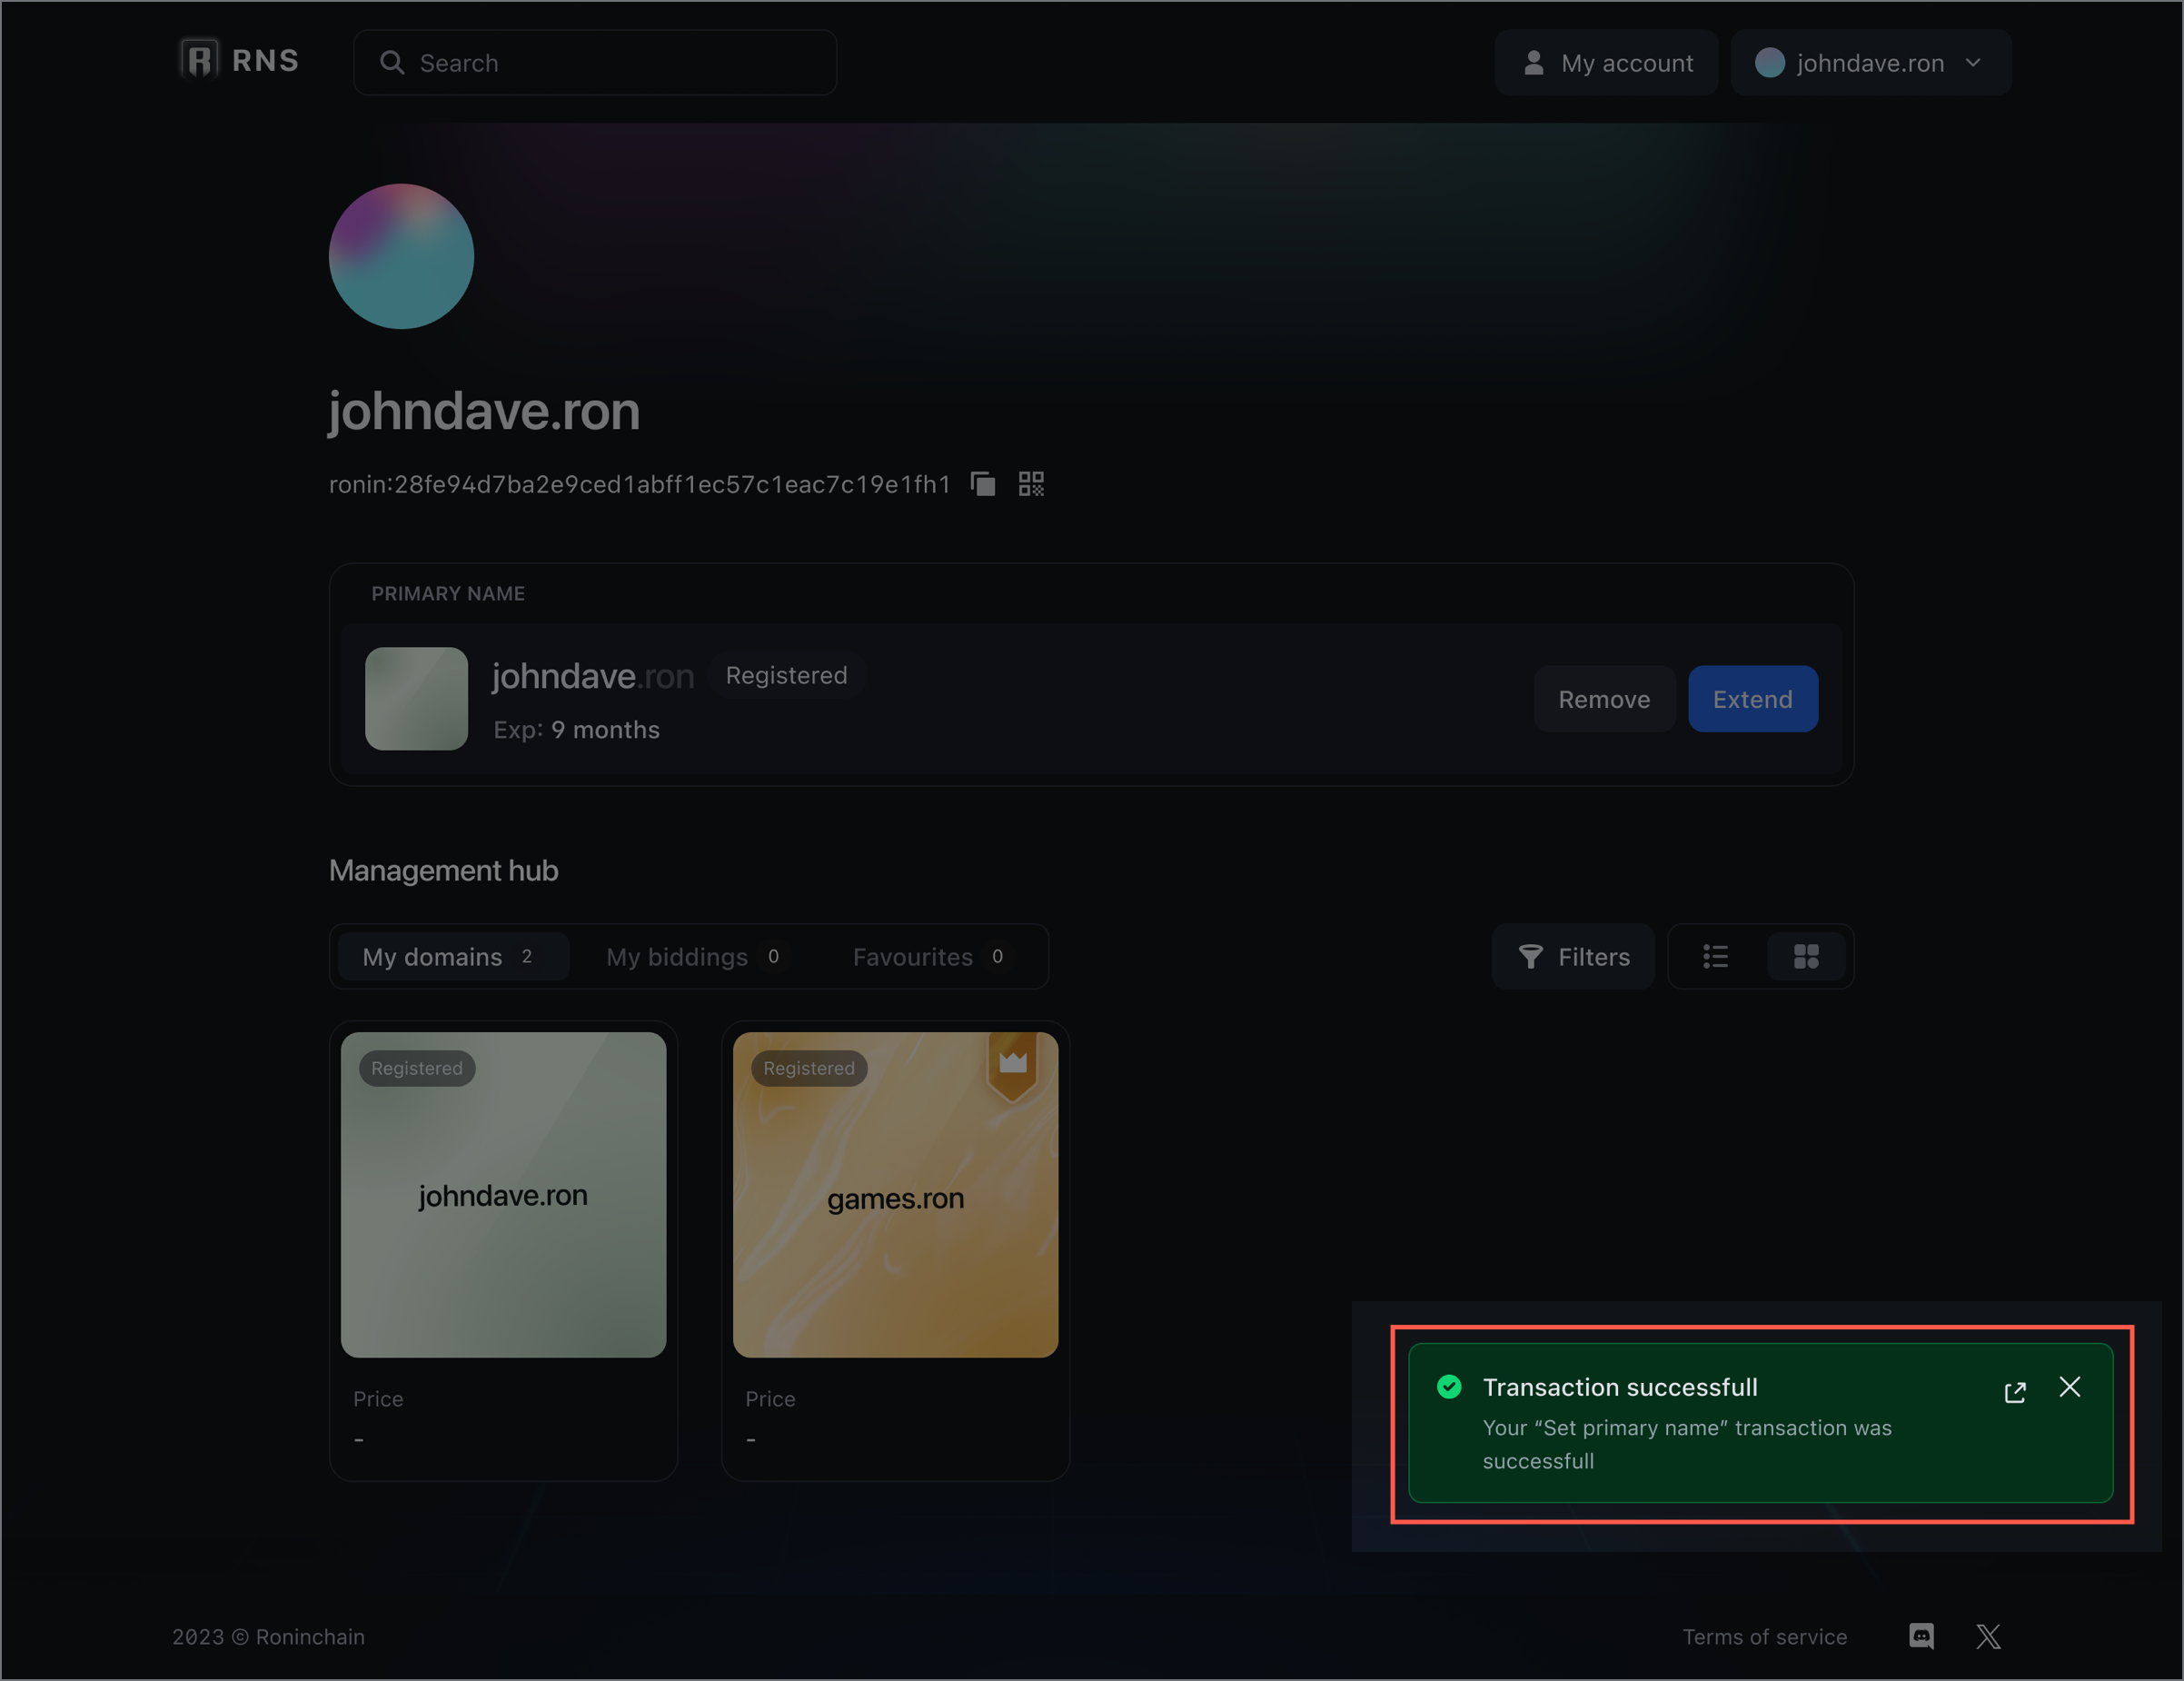 RNS
Search
My account
johndave.ron
johndave.ron
ronin:28fe94d7ba2e9ced1abff1ec57c1eac7c19e1fh1
PRIMARY NAME
johndave.ron Registered
Exp: 9 months
Remove
Extend
Management hub
My domains 2
My biddings 0
Favourites 0
Filters
Registered
johndave.ron
Price
-
Registered
games.ron
Price
-
Transaction successfull
Your “Set primary name” transaction was
successfull
2023 © Roninchain
Terms of service